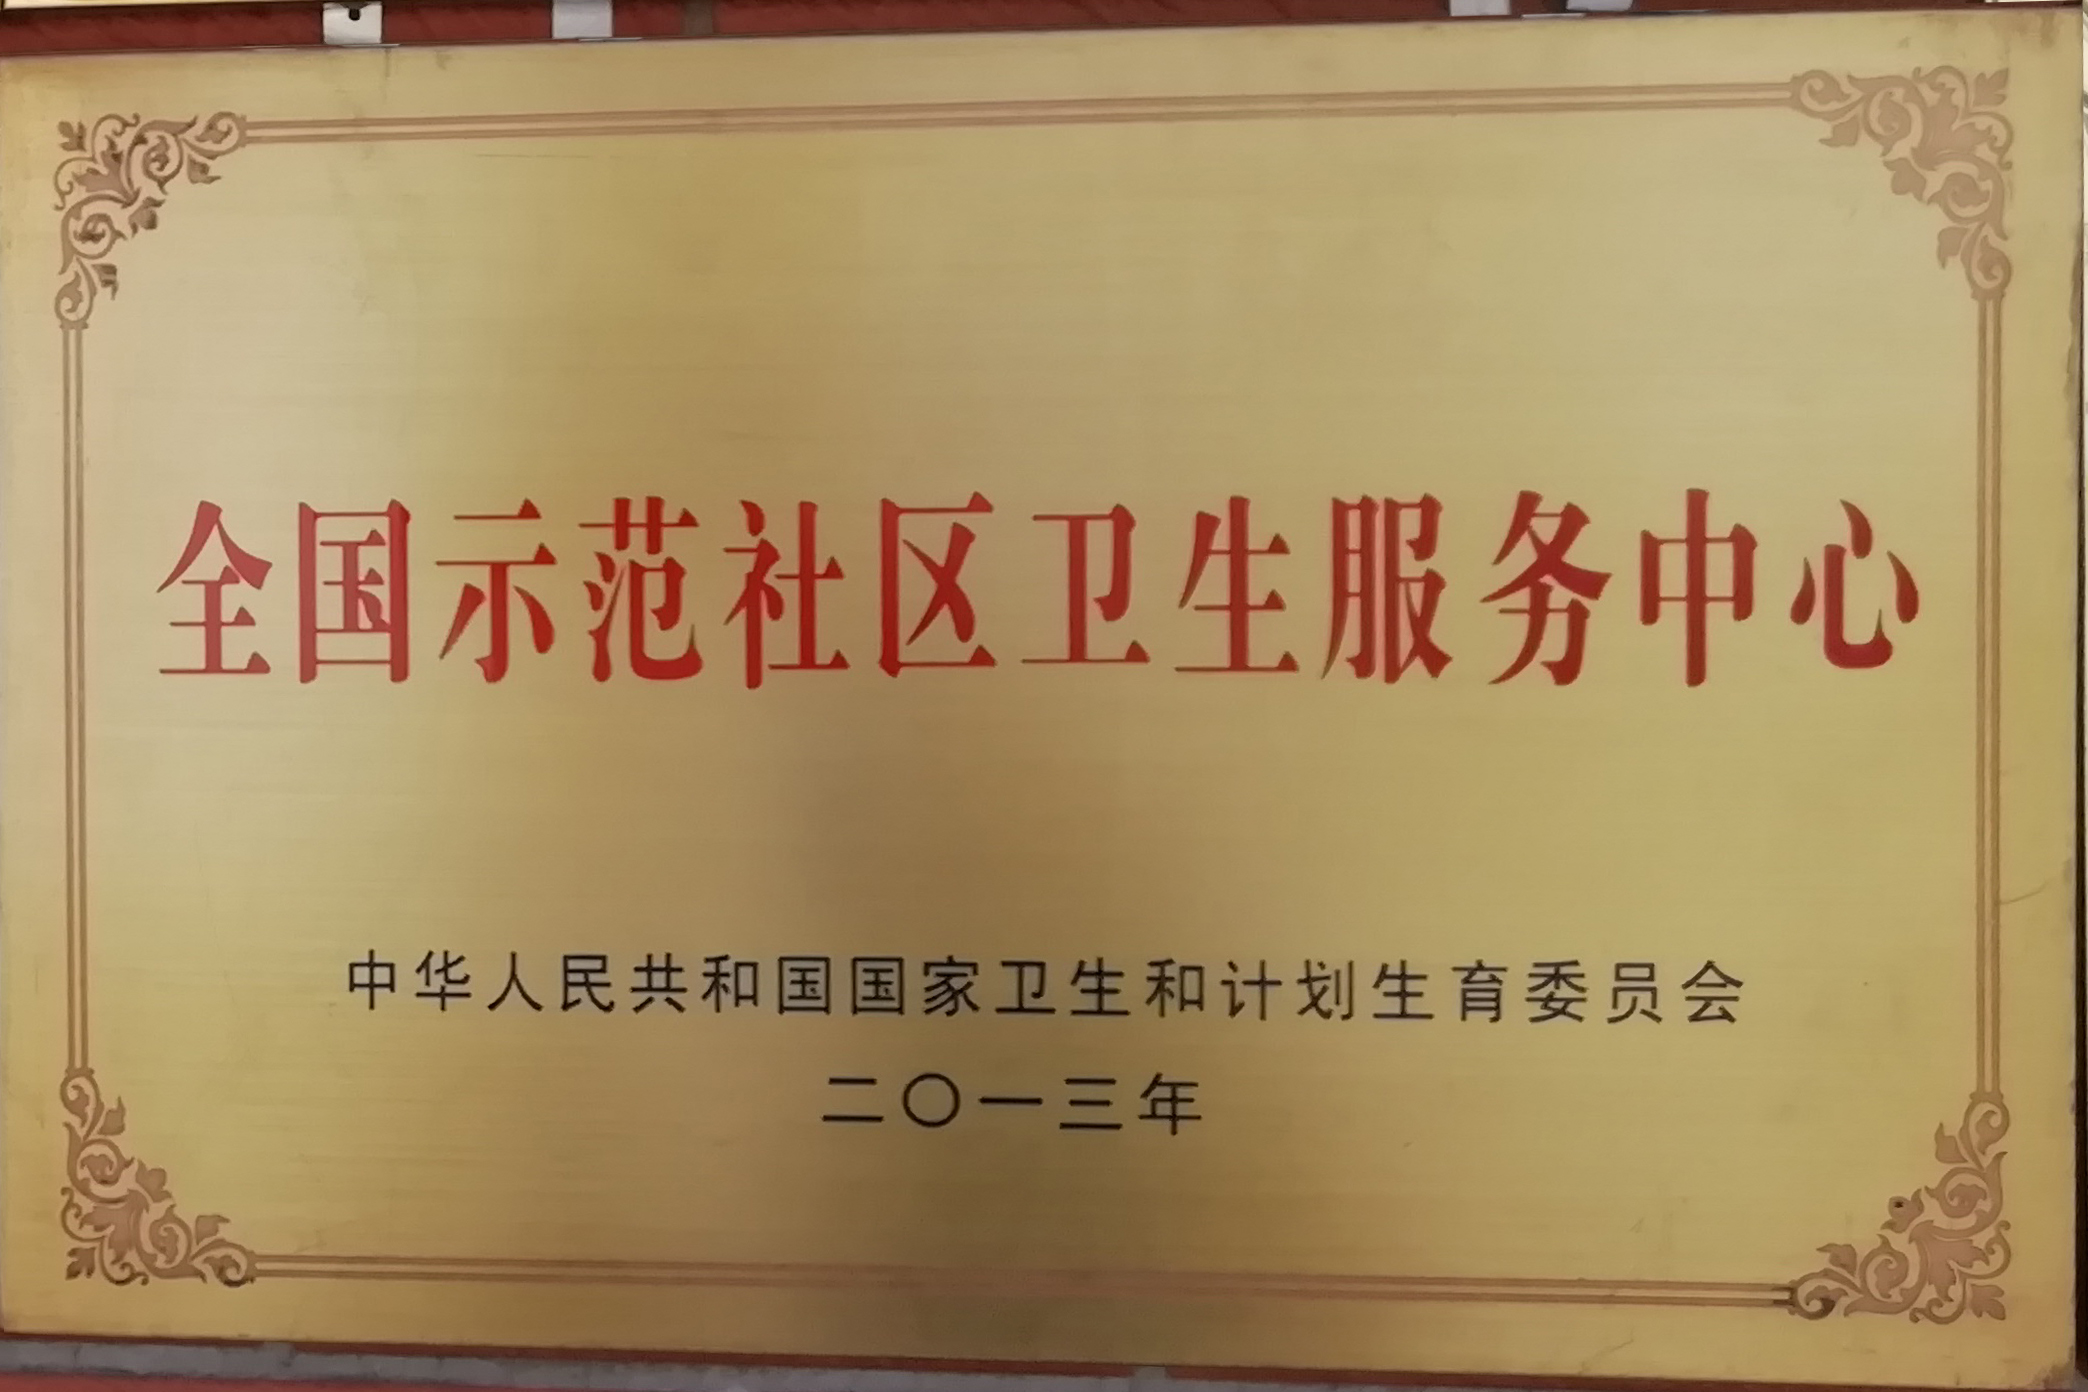 全国示范社区卫生服务中心
中华人民共和国国家卫生和计划生育委员会
二〇一三年